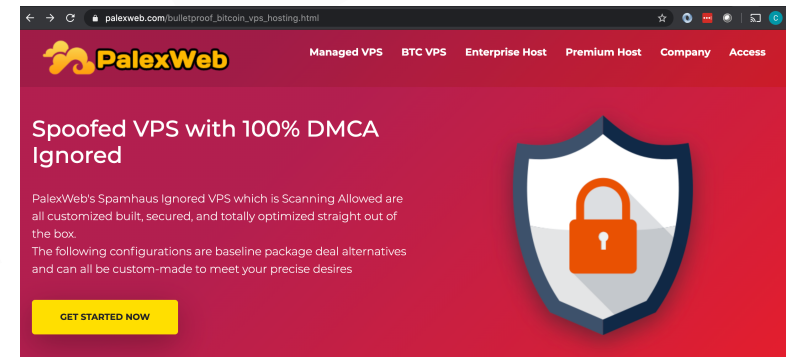 palexweb.com/bulletproof_bitcoin_vps_hosting.html
PalexWeb
Managed VPS BTC VPS Enterprise Host Premium Host Company Access
Spoofed VPS with 100% DMCA
Ignored
PalexWeb's Spamhaus Ignored VPS which is Scanning Allowed are
all customized built, secured, and totally optimized straight out of
the box.
The following configurations are baseline package deal alternatives
and can all be custom-made to meet your precise desires
GET STARTED NOW